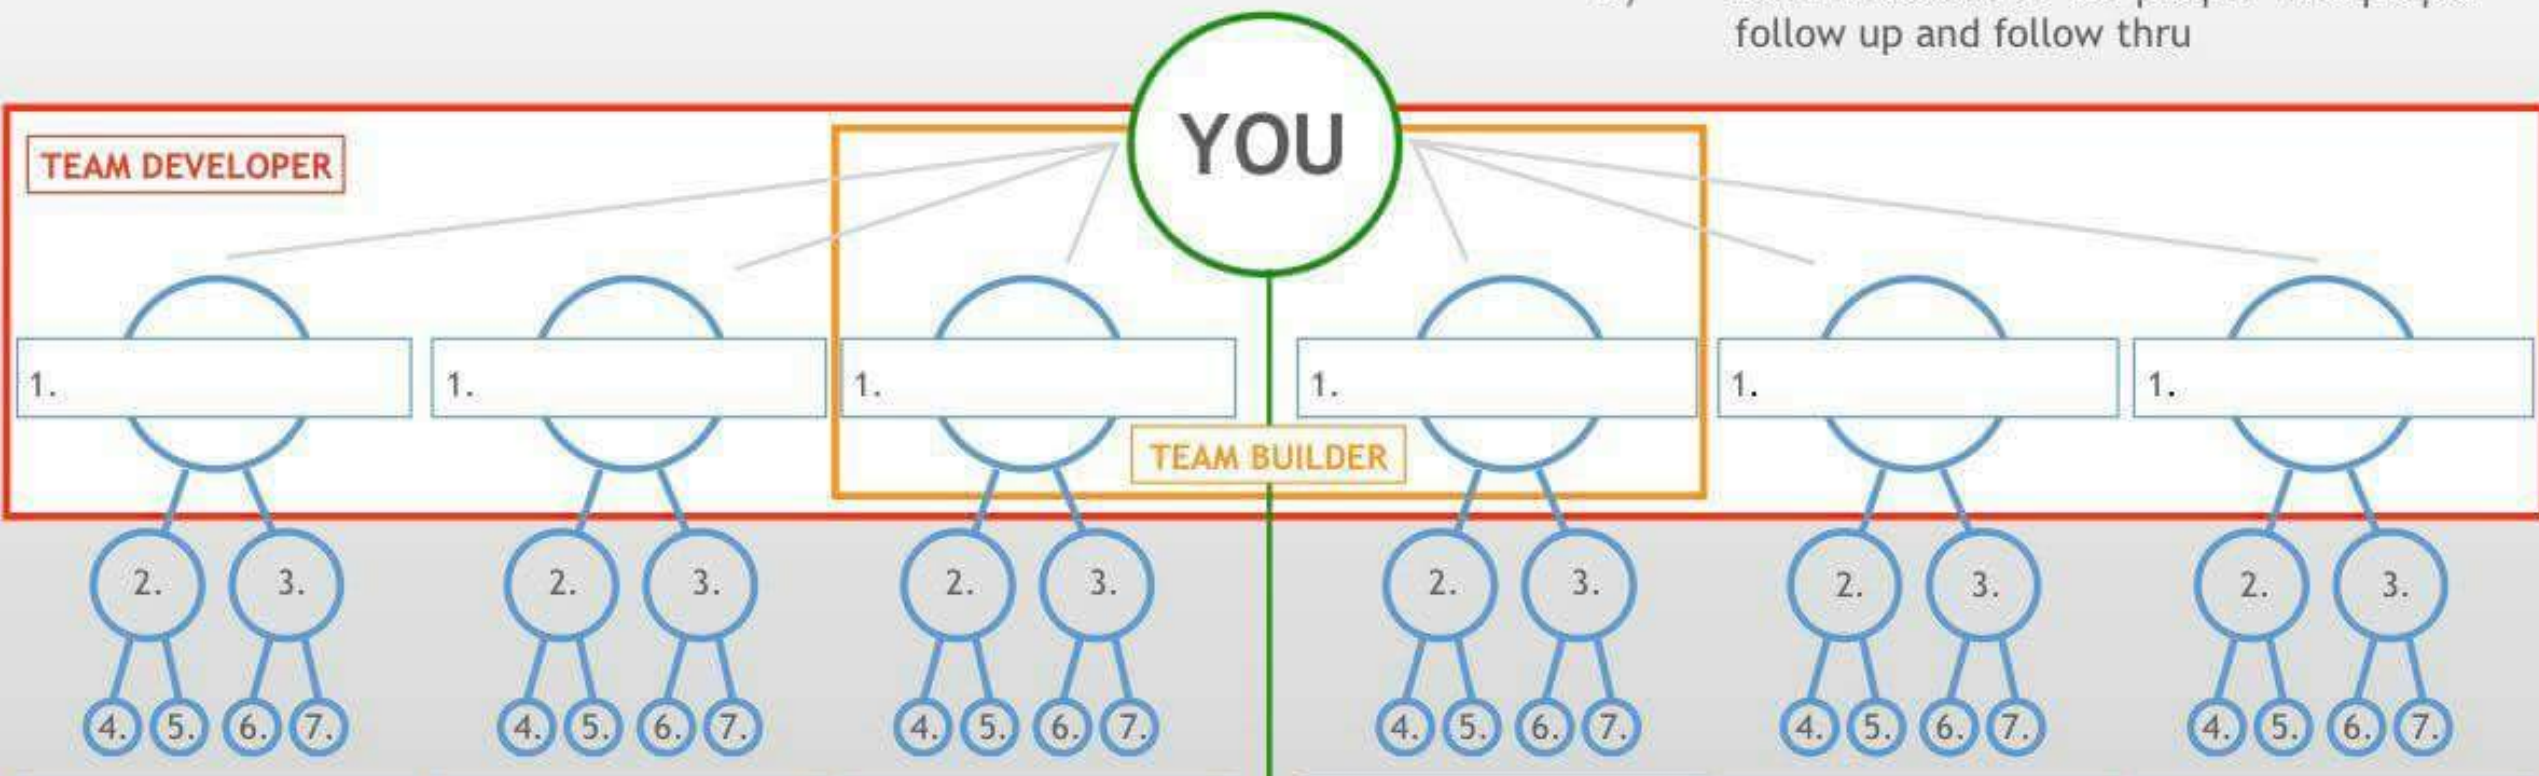 follow up and follow thru
YOU
TEAM DEVELOPER
1. 1. 1. 1. 1. 1.
TEAM BUILDER
2. 3. 2. 3. 2. 3. 2. 3. 2. 3. 2. 3.
4. 5. 6. 7. 4. 5. 6. 7. 4. 5. 6. 7. 4. 5. 6. 7. 4. 5. 6. 7. 4. 5. 6. 7.